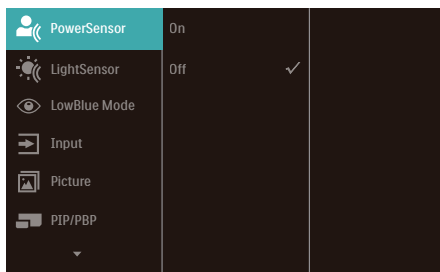 PowerSensor
On
LightSensor
Off
LowBlue Mode
Input
Picture
PIP/PBP